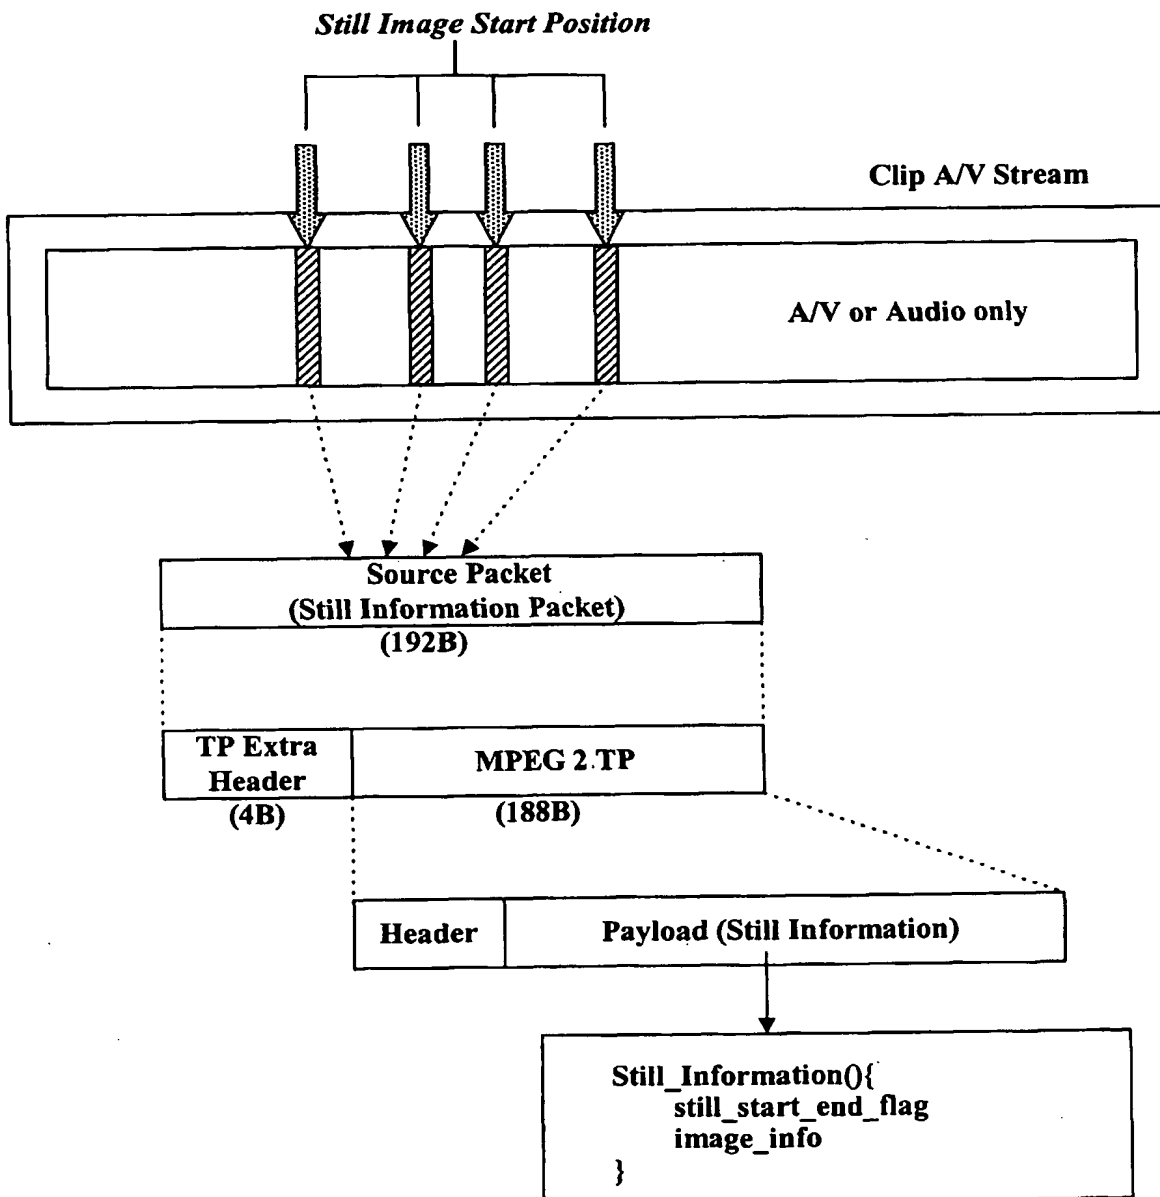 Still Image Start Position
Clip A/V Stream
A/V or Audio only
Source Packet
(Still Information Packet)
(192B)
TP Extra
Header
(4B)
MPEG 2.TP
(188B)
Header
Payload (Still Information)
Still_Information(){
still_start_end_flag
image_info
}